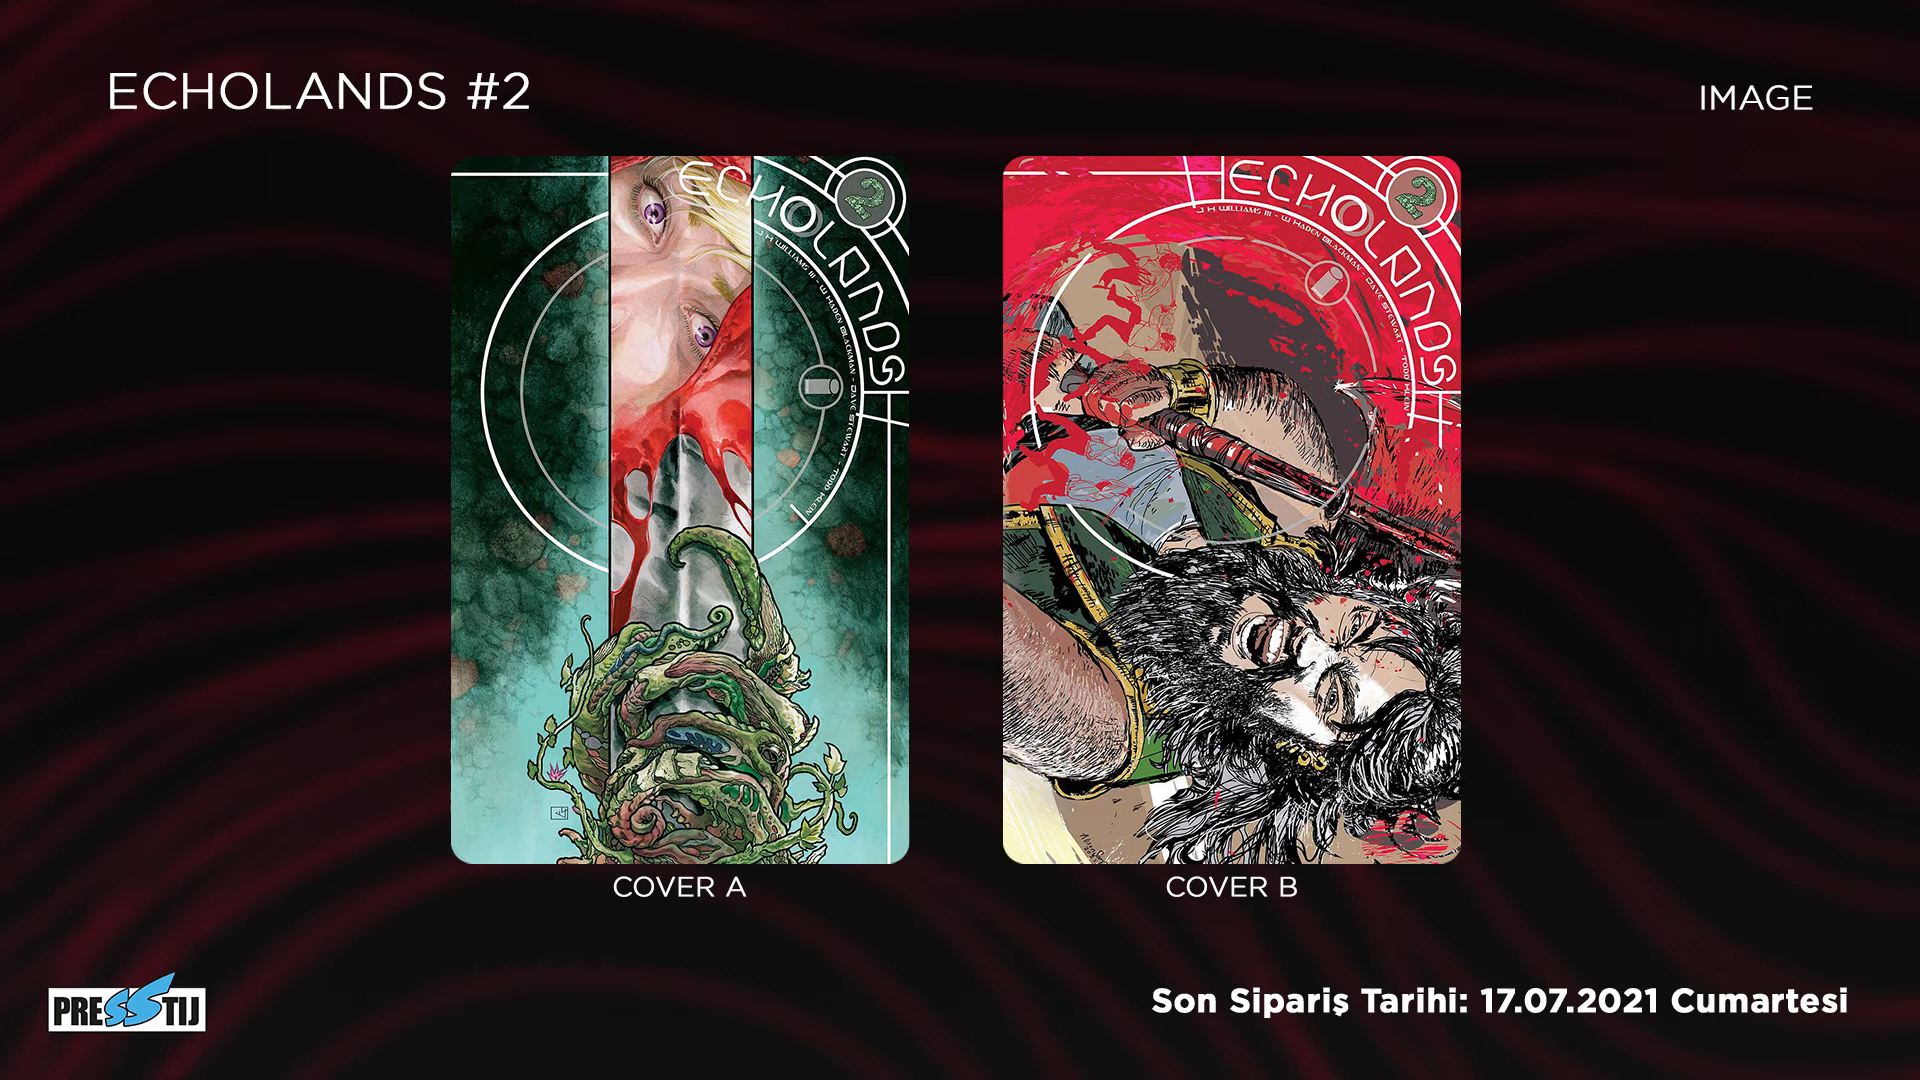 ECHOLANDS #2
IMAGE
ECHOLANDS
2
J H WILLIAMS III - W HADEN BLACKMAN - DAVE STEWART - TODD KLEIN
ECHOLANDS
2
J H WILLIAMS III - W HADEN BLACKMAN - DAVE STEWART - TODD KLEIN
COVER A
COVER B
PRESSTIJ
Son Sipariş Tarihi: 17.07.2021 Cumartesi